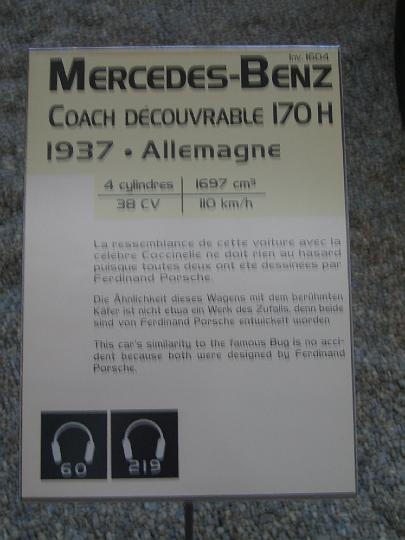 Inv. 1604
MERCEDES-BENZ
COACH DÉCOUVRABLE 170 H
1937 • Allemagne
4 cylindres 1697 cm³
38 CV 110 km/h
La ressemblance de cette voiture avec la
célèbre Coccinelle ne doit rien au hasard
puisque toutes deux ont été dessinées par
Ferdinand Porsche.
Die Ähnlichkeit dieses Wagens mit dem berühmten
Käfer ist nicht etwa ein Werk des Zufalls, denn beide
sind von Ferdinand Porsche entwickelt worden
This car's similarity to the famous Bug is no acci-
dent because both were designed by Ferdinand
Porsche.
60 219